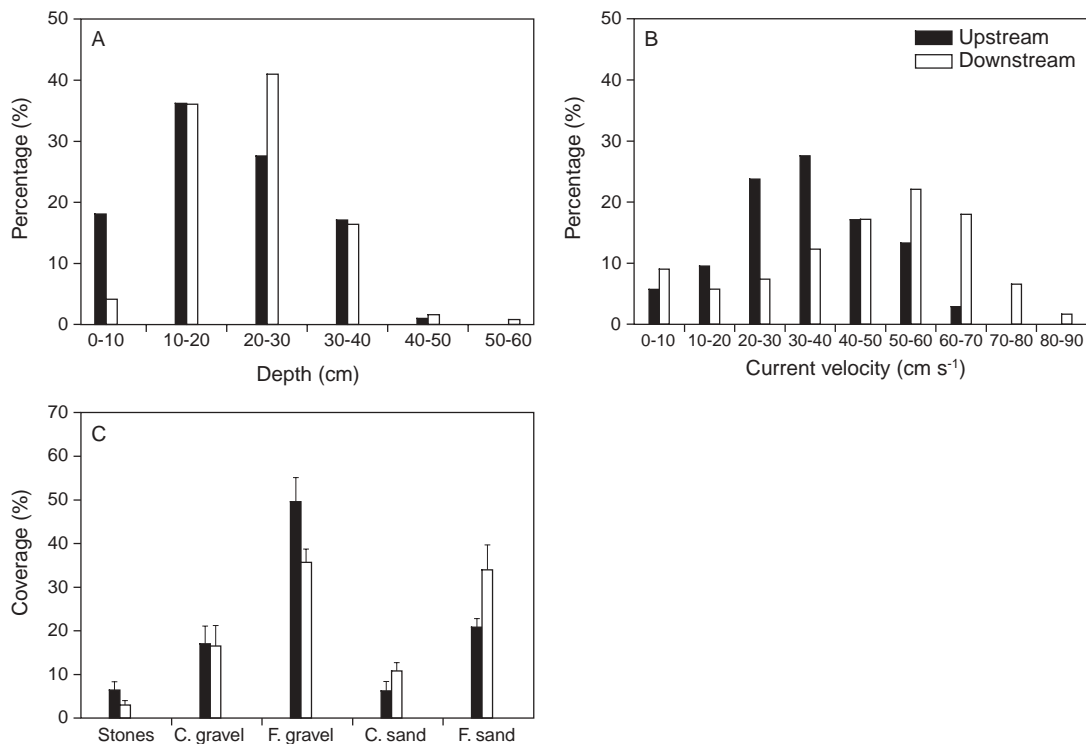 A
Percentage (%)
50
40
30
20
10
0
0-10 10-20 20-30 30-40 40-50 50-60
Depth (cm)
B
Upstream
Downstream
Percentage (%)
50
40
30
20
10
0
0-10 10-20 20-30 30-40 40-50 50-60 60-70 70-80 80-90
Current velocity (cm s⁻¹)
C
Coverage (%)
70
60
50
40
30
20
10
0
Stones C. gravel F. gravel C. sand F. sand